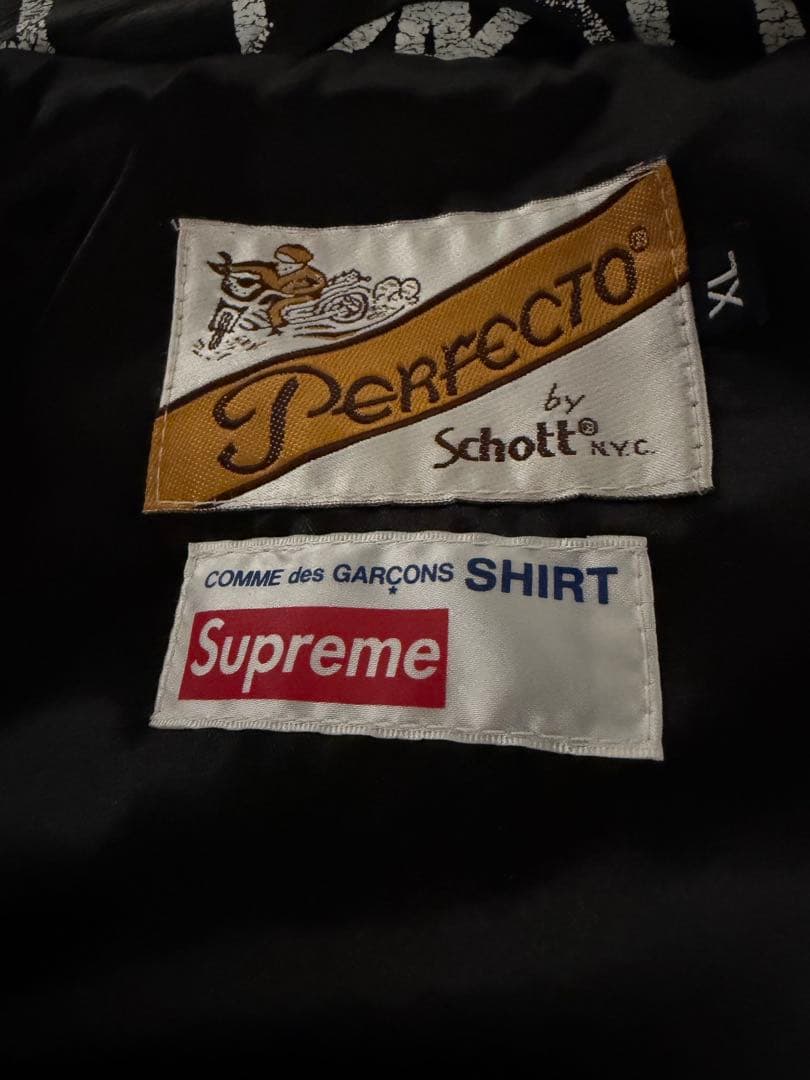 PERFECTO®
by
Schott® N.Y.C.
XL
COMME des GARÇONS SHIRT
Supreme